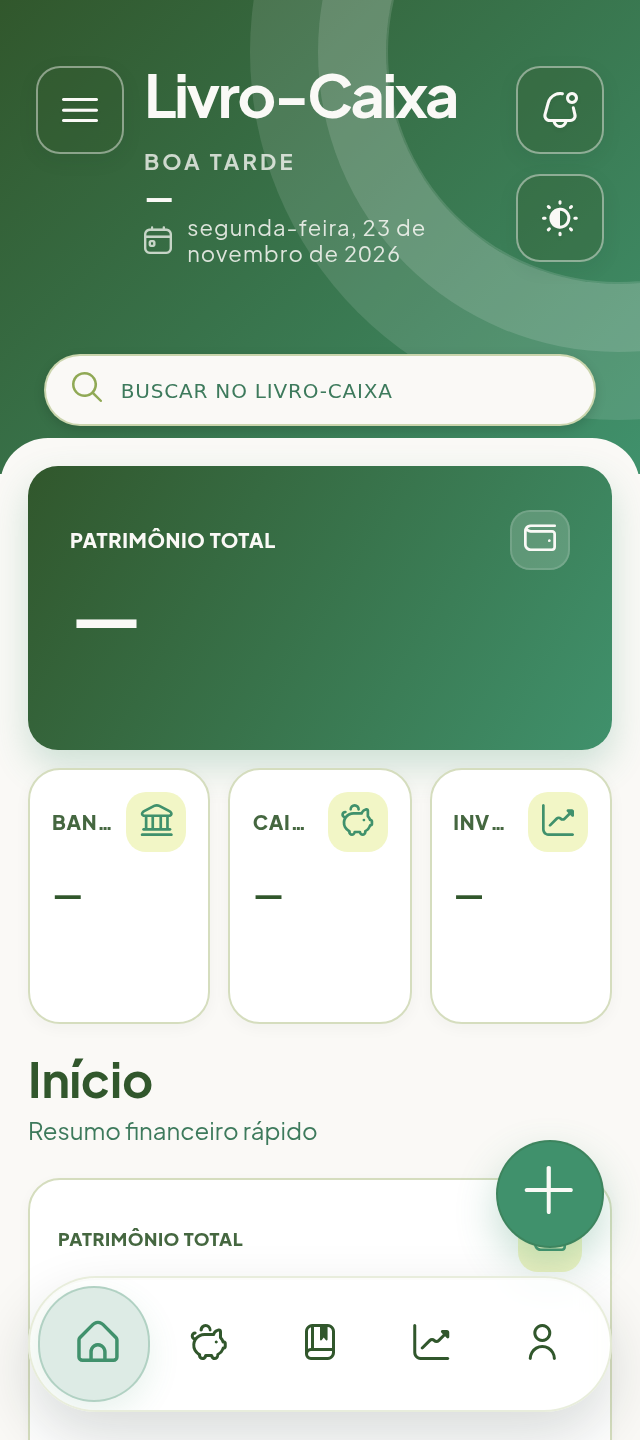 Livro-Caixa
BOA TARDE
—
segunda-feira, 23 de
novembro de 2026
BUSCAR NO LIVRO-CAIXA
PATRIMÔNIO TOTAL
—
BAN…
CAI…
INV…
—
—
—
Início
Resumo financeiro rápido
PATRIMÔNIO TOTAL